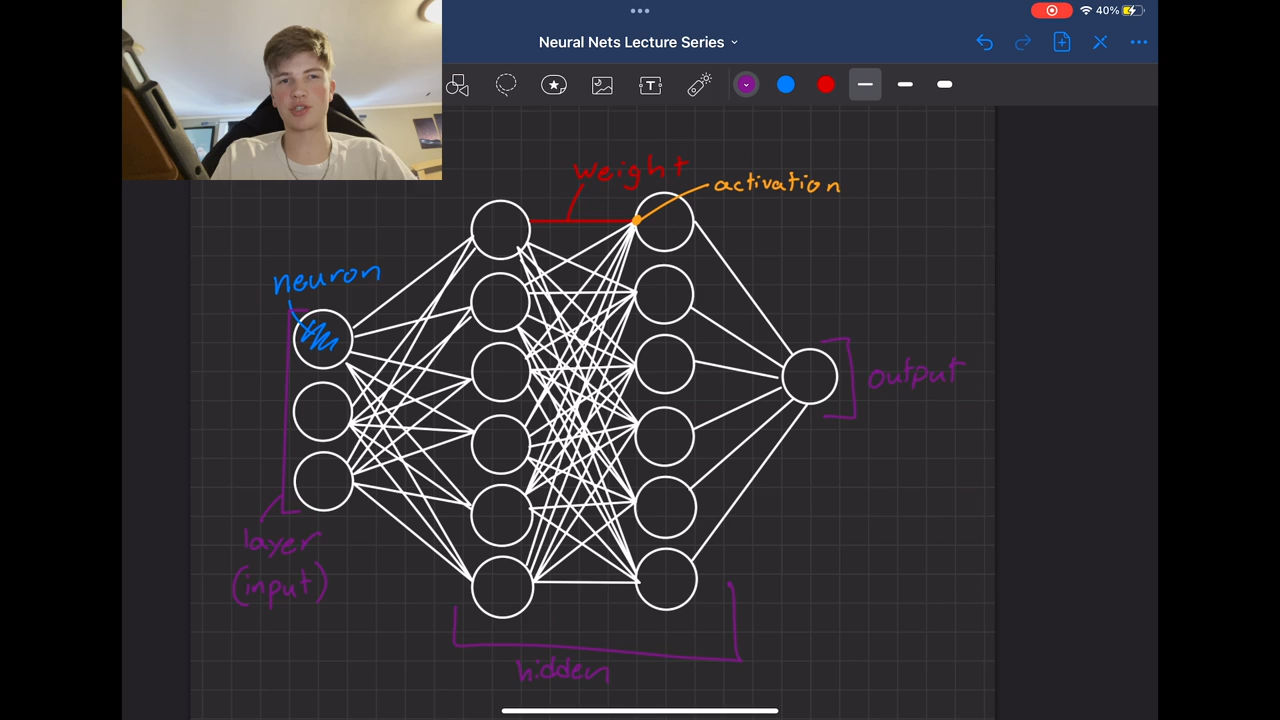 40%
Neural Nets Lecture Series
T
weight
activation
neuron
output
layer
(input)
hidden